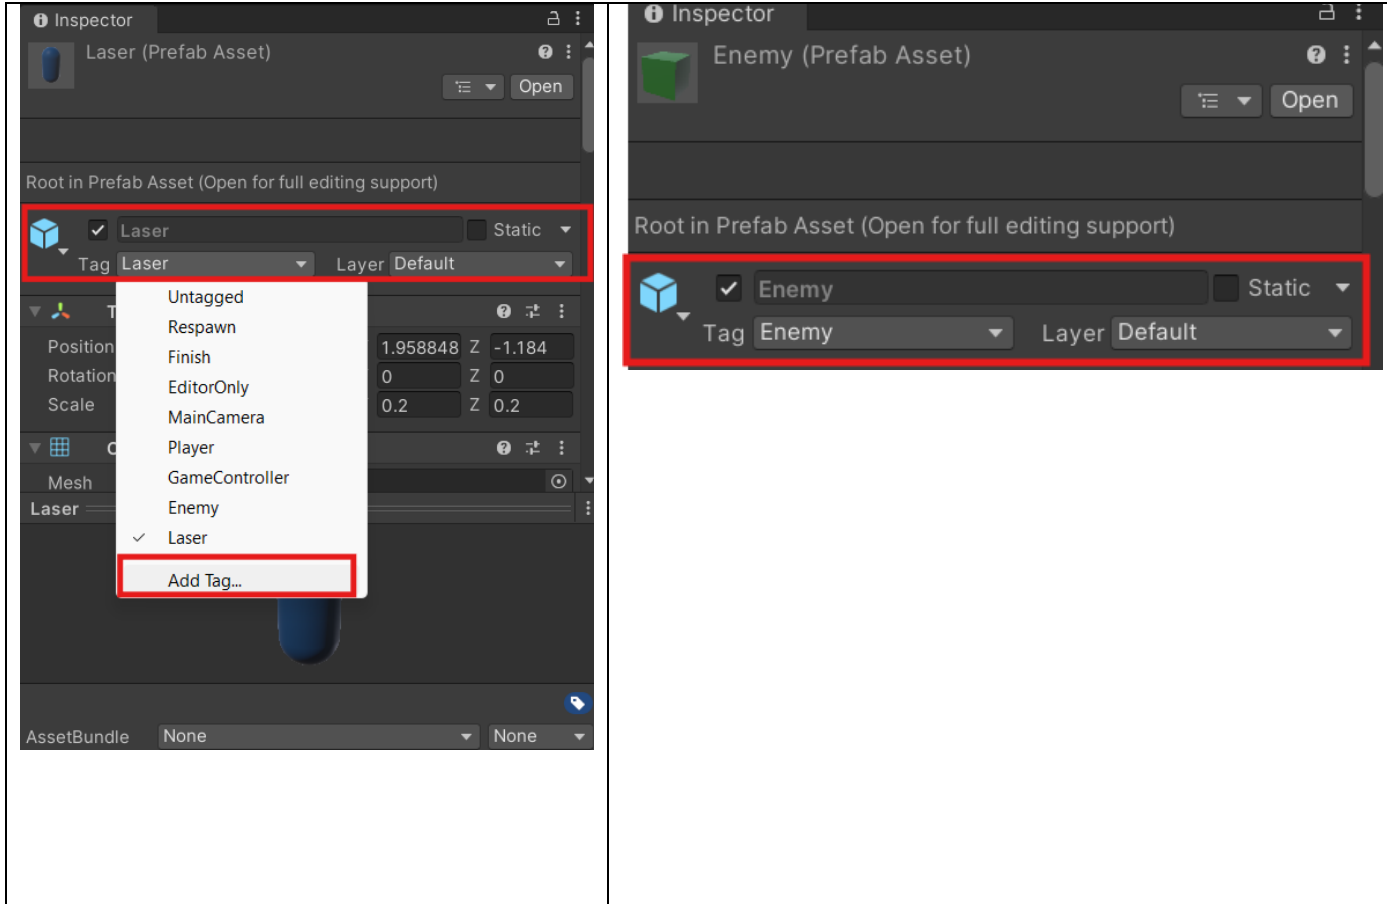 Inspector
Laser (Prefab Asset)
Open
Root in Prefab Asset (Open for full editing support)
Laser
Static
Tag Laser
Layer Default
Untagged
Respawn
Finish
EditorOnly
MainCamera
Player
GameController
Enemy
Laser
Add Tag...
T
Position
1.958848 Z -1.184
Rotation
0 Z 0
Scale
0.2 Z 0.2
Mesh
Laser
AssetBundle None None
Inspector
Enemy (Prefab Asset)
Open
Root in Prefab Asset (Open for full editing support)
Enemy
Static
Tag Enemy
Layer Default